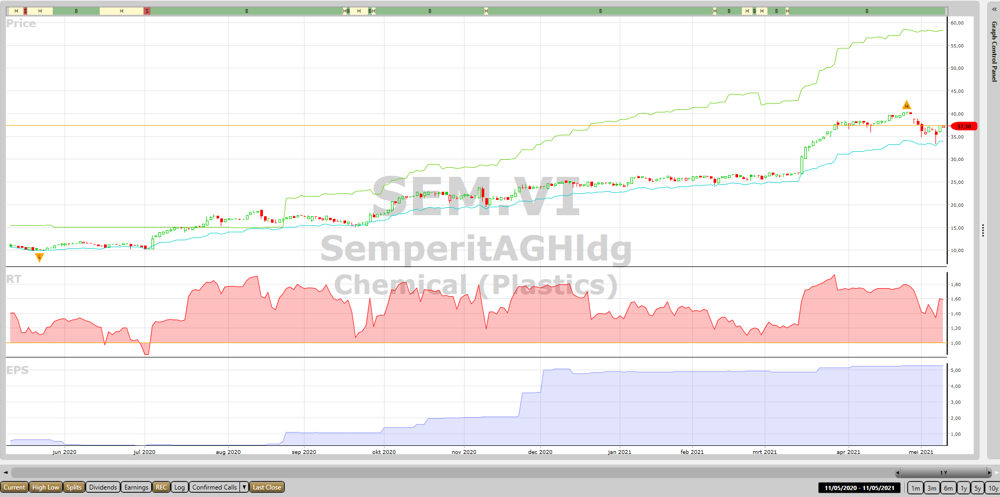 H S H B H S B H B H B H B H B H B H B H B H B
Price
60,00
55,00
50,00
45,00
H
40,00
37,30
35,00
30,00
25,00
20,00
15,00
10,00
L
SEM.VI
SemperitAGHldg
Chemical (Plastics)
RT
1,80
1,60
1,40
1,20
1,00
EPS
5,00
4,00
3,00
2,00
1,00
jun 2020 jul 2020 aug 2020 sep 2020 okt 2020 nov 2020 dec 2020 jan 2021 feb 2021 mrt 2021 apr 2021 mei 2021
Graph Control Panel
1 Y
Current High Low Splits Dividends Earnings REC Log Confirmed Calls Last Close 11/05/2020 - 11/05/2021 1m 3m 6m 1y 5y 10y